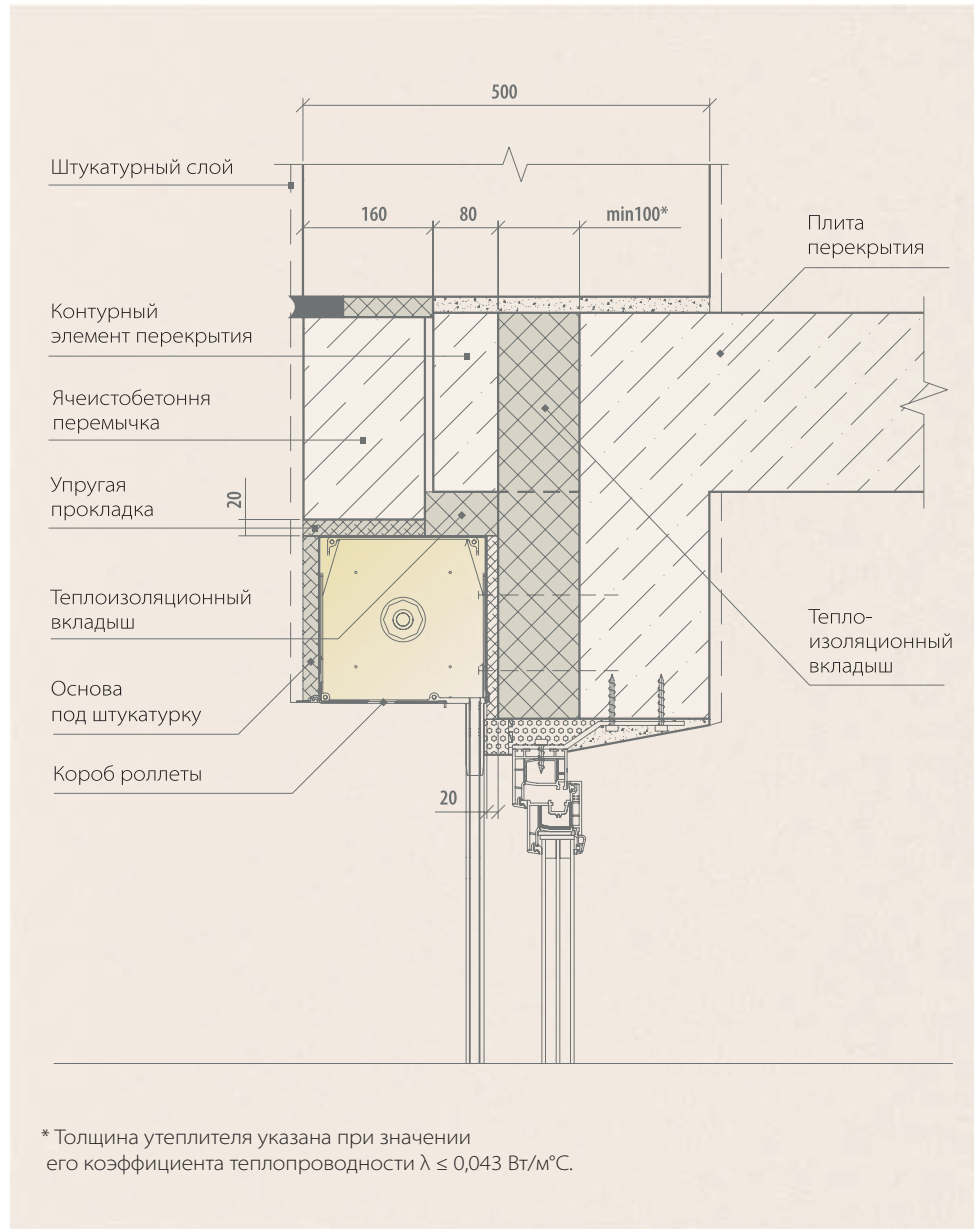 500
Штукатурный слой
160
80
min100*
Плита
перекрытия
Контурный
элемент перекрытия
Ячеистобетоння
перемычка
Упругая
прокладка
20
Теплоизоляционный
вкладыш
Тепло-
изоляционный
вкладыш
Основа
под штукатурку
Короб роллеты
20
* Толщина утеплителя указана при значении
его коэффициента теплопроводности λ ≤ 0,043 Вт/м°С.